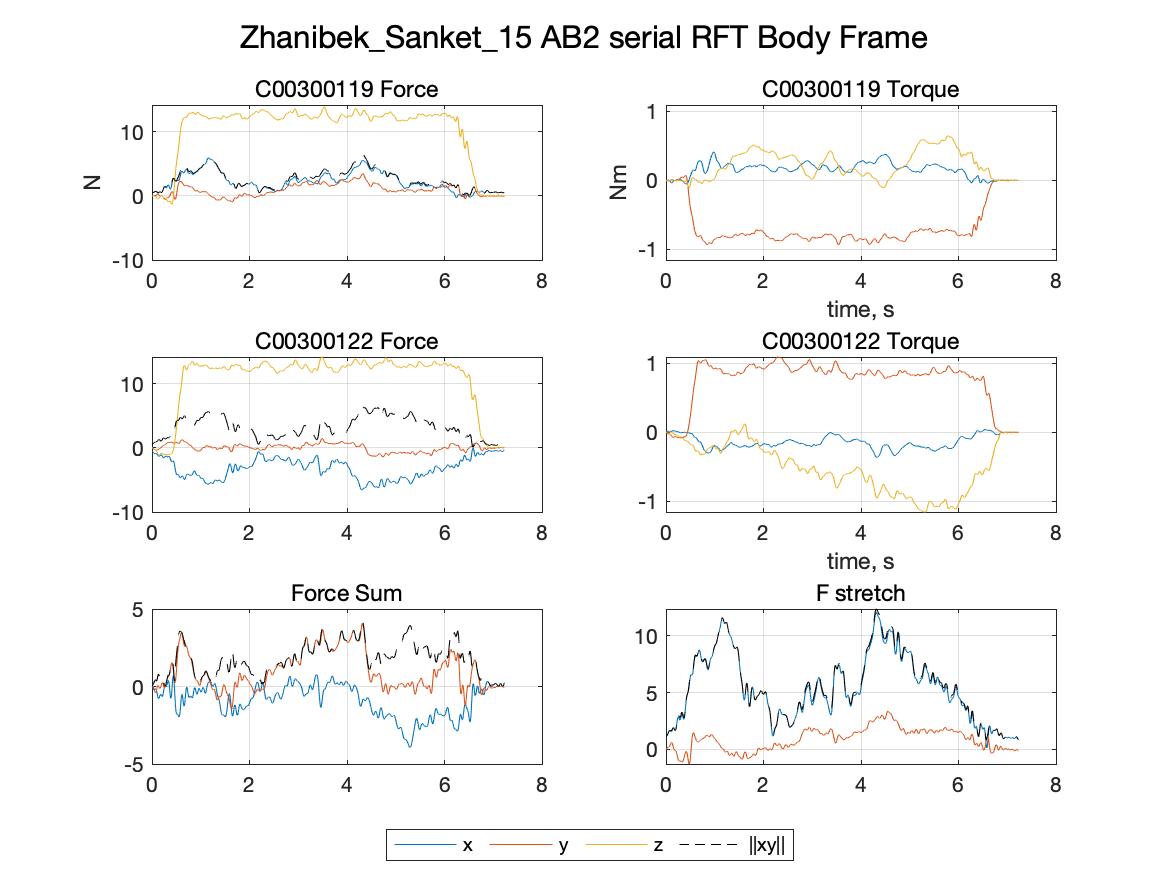 Zhanibek_Sanket_15 AB2 serial RFT Body Frame
C00300119 Force
N
10
0
-10
0 2 4 6 8
C00300119 Torque
Nm
1
0
-1
0 2 4 6 8
time, s
C00300122 Force
10
0
-10
0 2 4 6 8
C00300122 Torque
1
0
-1
0 2 4 6 8
time, s
Force Sum
5
0
-5
0 2 4 6 8
F stretch
10
5
0
0 2 4 6 8
x y z ||xy||